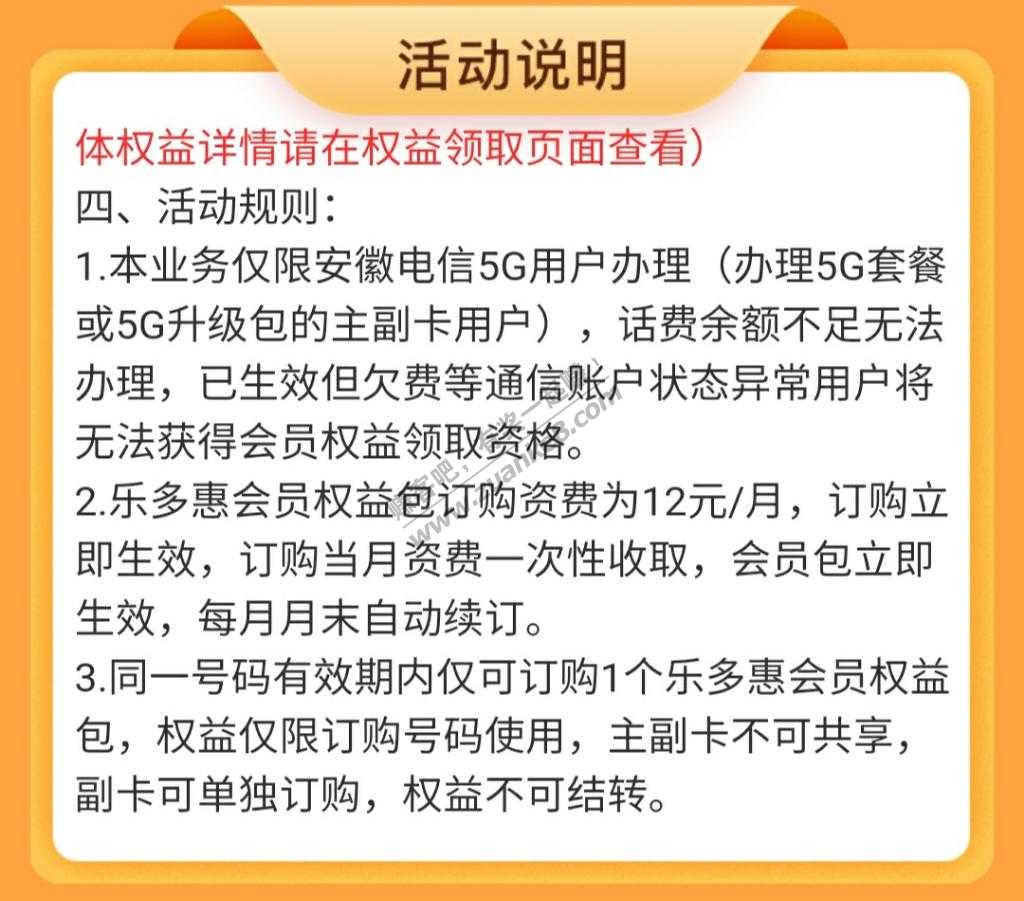 活动说明
体权益详情请在权益领取页面查看）
四、活动规则：
1.本业务仅限安徽电信5G用户办理（办理5G套餐
或5G升级包的主副卡用户），话费余额不足无法
办理，已生效但欠费等通信账户状态异常用户将
无法获得会员权益领取资格。
2.乐多惠会员权益包订购资费为12元/月，订购立
即生效，订购当月资费一次性收取，会员包立即
生效，每月月末自动续订。
3.同一号码有效期内仅可订购1个乐多惠会员权益
包，权益仅限订购号码使用，主副卡不可共享，
副卡可单独订购，权益不可结转。